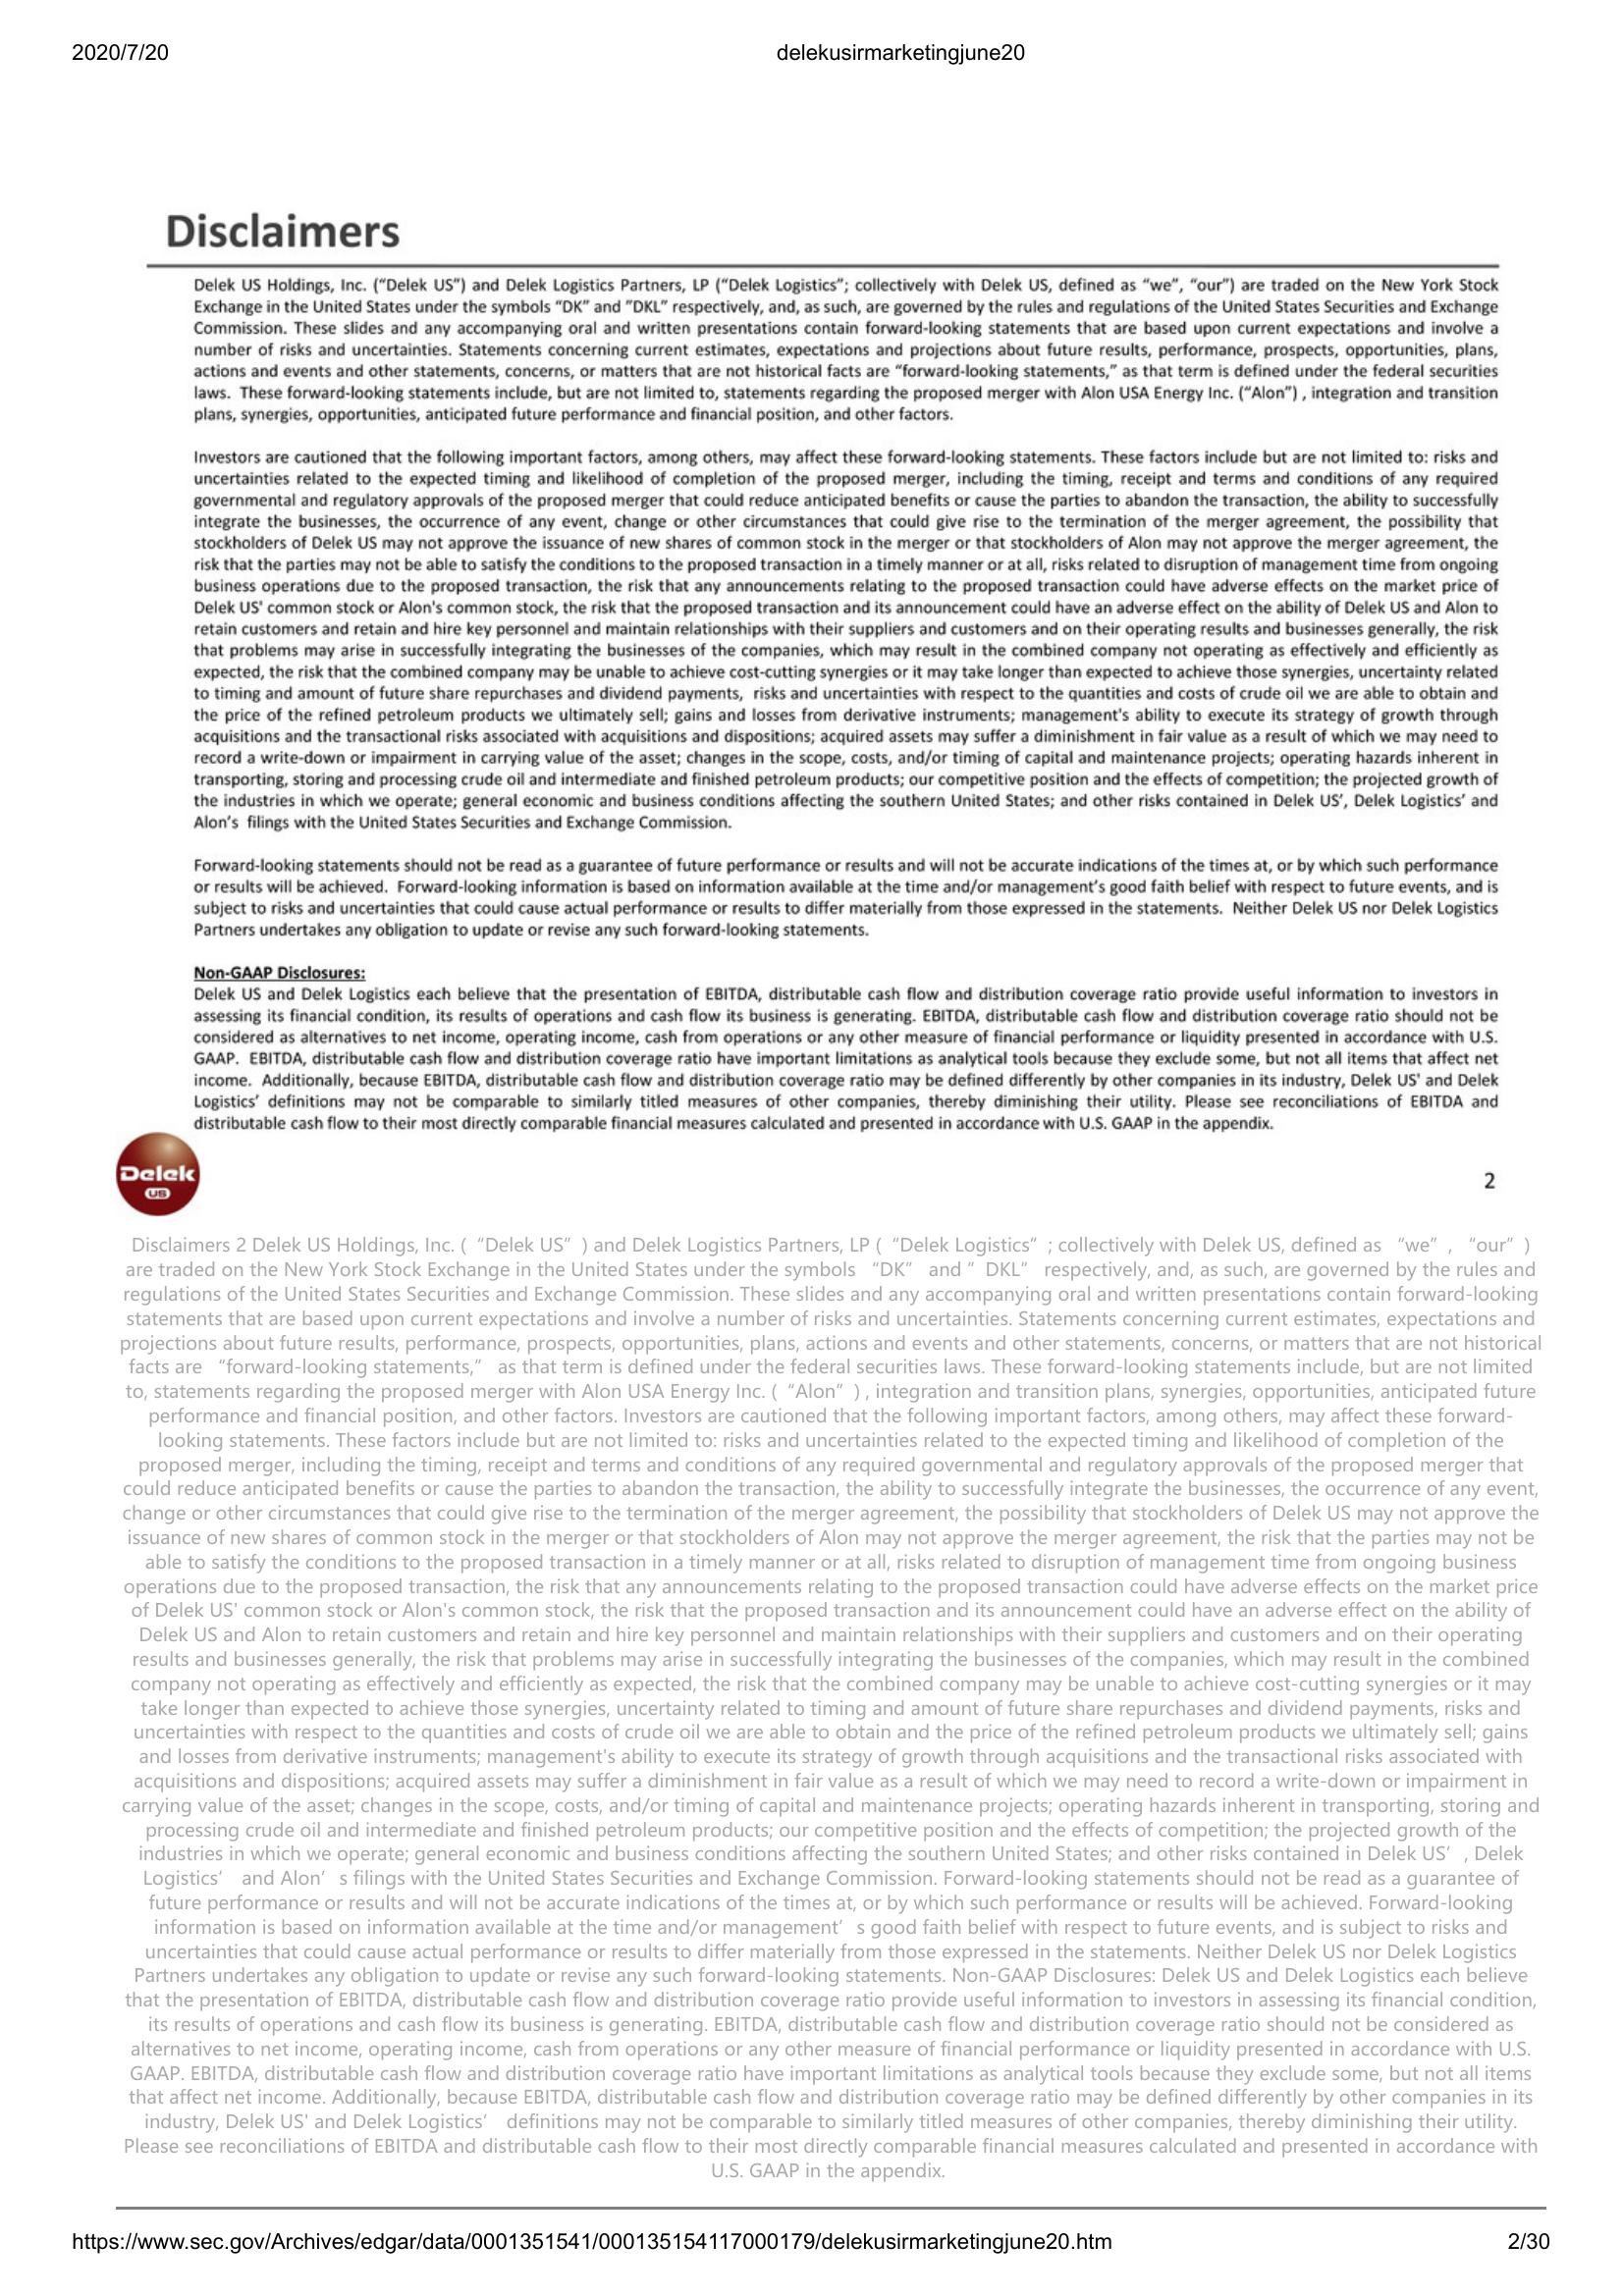 2020/7/20
delekusirmarketingjune20
Disclaimers
Delek US Holdings, Inc. (“Delek US”) and Delek Logistics Partners, LP (“Delek Logistics”; collectively with Delek US, defined as “we”, “our”) are traded on the New York Stock
Exchange in the United States under the symbols “DK” and ”DKL” respectively, and, as such, are governed by the rules and regulations of the United States Securities and Exchange
Commission. These slides and any accompanying oral and written presentations contain forward-looking statements that are based upon current expectations and involve a
number of risks and uncertainties. Statements concerning current estimates, expectations and projections about future results, performance, prospects, opportunities, plans,
actions and events and other statements, concerns, or matters that are not historical facts are “forward-looking statements,” as that term is defined under the federal securities
laws. These forward-looking statements include, but are not limited to, statements regarding the proposed merger with Alon USA Energy Inc. (“Alon”) , integration and transition
plans, synergies, opportunities, anticipated future performance and financial position, and other factors.
Investors are cautioned that the following important factors, among others, may affect these forward-looking statements. These factors include but are not limited to: risks and
uncertainties related to the expected timing and likelihood of completion of the proposed merger, including the timing, receipt and terms and conditions of any required
governmental and regulatory approvals of the proposed merger that could reduce anticipated benefits or cause the parties to abandon the transaction, the ability to successfully
integrate the businesses, the occurrence of any event, change or other circumstances that could give rise to the termination of the merger agreement, the possibility that
stockholders of Delek US may not approve the issuance of new shares of common stock in the merger or that stockholders of Alon may not approve the merger agreement, the
risk that the parties may not be able to satisfy the conditions to the proposed transaction in a timely manner or at all, risks related to disruption of management time from ongoing
business operations due to the proposed transaction, the risk that any announcements relating to the proposed transaction could have adverse effects on the market price of
Delek US' common stock or Alon's common stock, the risk that the proposed transaction and its announcement could have an adverse effect on the ability of Delek US and Alon to
retain customers and retain and hire key personnel and maintain relationships with their suppliers and customers and on their operating results and businesses generally, the risk
that problems may arise in successfully integrating the businesses of the companies, which may result in the combined company not operating as effectively and efficiently as
expected, the risk that the combined company may be unable to achieve cost-cutting synergies or it may take longer than expected to achieve those synergies, uncertainty related
to timing and amount of future share repurchases and dividend payments, risks and uncertainties with respect to the quantities and costs of crude oil we are able to obtain and
the price of the refined petroleum products we ultimately sell; gains and losses from derivative instruments; management's ability to execute its strategy of growth through
acquisitions and the transactional risks associated with acquisitions and dispositions; acquired assets may suffer a diminishment in fair value as a result of which we may need to
record a write-down or impairment in carrying value of the asset; changes in the scope, costs, and/or timing of capital and maintenance projects; operating hazards inherent in
transporting, storing and processing crude oil and intermediate and finished petroleum products; our competitive position and the effects of competition; the projected growth of
the industries in which we operate; general economic and business conditions affecting the southern United States; and other risks contained in Delek US’, Delek Logistics’ and
Alon’s filings with the United States Securities and Exchange Commission.
Forward-looking statements should not be read as a guarantee of future performance or results and will not be accurate indications of the times at, or by which such performance
or results will be achieved. Forward-looking information is based on information available at the time and/or management’s good faith belief with respect to future events, and is
subject to risks and uncertainties that could cause actual performance or results to differ materially from those expressed in the statements. Neither Delek US nor Delek Logistics
Partners undertakes any obligation to update or revise any such forward-looking statements.
Non-GAAP Disclosures:
Delek US and Delek Logistics each believe that the presentation of EBITDA, distributable cash flow and distribution coverage ratio provide useful information to investors in
assessing its financial condition, its results of operations and cash flow its business is generating. EBITDA, distributable cash flow and distribution coverage ratio should not be
considered as alternatives to net income, operating income, cash from operations or any other measure of financial performance or liquidity presented in accordance with U.S.
GAAP. EBITDA, distributable cash flow and distribution coverage ratio have important limitations as analytical tools because they exclude some, but not all items that affect net
income. Additionally, because EBITDA, distributable cash flow and distribution coverage ratio may be defined differently by other companies in its industry, Delek US' and Delek
Logistics’ definitions may not be comparable to similarly titled measures of other companies, thereby diminishing their utility. Please see reconciliations of EBITDA and
distributable cash flow to their most directly comparable financial measures calculated and presented in accordance with U.S. GAAP in the appendix.
Delek
US
2
Disclaimers 2 Delek US Holdings, Inc. (“Delek US”) and Delek Logistics Partners, LP (“Delek Logistics”; collectively with Delek US, defined as “we”, “our”)
are traded on the New York Stock Exchange in the United States under the symbols “DK” and ”DKL” respectively, and, as such, are governed by the rules and
regulations of the United States Securities and Exchange Commission. These slides and any accompanying oral and written presentations contain forward-looking
statements that are based upon current expectations and involve a number of risks and uncertainties. Statements concerning current estimates, expectations and
projections about future results, performance, prospects, opportunities, plans, actions and events and other statements, concerns, or matters that are not historical
facts are “forward-looking statements,” as that term is defined under the federal securities laws. These forward-looking statements include, but are not limited
to, statements regarding the proposed merger with Alon USA Energy Inc. (“Alon”) , integration and transition plans, synergies, opportunities, anticipated future
performance and financial position, and other factors. Investors are cautioned that the following important factors, among others, may affect these forward-
looking statements. These factors include but are not limited to: risks and uncertainties related to the expected timing and likelihood of completion of the
proposed merger, including the timing, receipt and terms and conditions of any required governmental and regulatory approvals of the proposed merger that
could reduce anticipated benefits or cause the parties to abandon the transaction, the ability to successfully integrate the businesses, the occurrence of any event,
change or other circumstances that could give rise to the termination of the merger agreement, the possibility that stockholders of Delek US may not approve the
issuance of new shares of common stock in the merger or that stockholders of Alon may not approve the merger agreement, the risk that the parties may not be
able to satisfy the conditions to the proposed transaction in a timely manner or at all, risks related to disruption of management time from ongoing business
operations due to the proposed transaction, the risk that any announcements relating to the proposed transaction could have adverse effects on the market price
of Delek US' common stock or Alon's common stock, the risk that the proposed transaction and its announcement could have an adverse effect on the ability of
Delek US and Alon to retain customers and retain and hire key personnel and maintain relationships with their suppliers and customers and on their operating
results and businesses generally, the risk that problems may arise in successfully integrating the businesses of the companies, which may result in the combined
company not operating as effectively and efficiently as expected, the risk that the combined company may be unable to achieve cost-cutting synergies or it may
take longer than expected to achieve those synergies, uncertainty related to timing and amount of future share repurchases and dividend payments, risks and
uncertainties with respect to the quantities and costs of crude oil we are able to obtain and the price of the refined petroleum products we ultimately sell; gains
and losses from derivative instruments; management's ability to execute its strategy of growth through acquisitions and the transactional risks associated with
acquisitions and dispositions; acquired assets may suffer a diminishment in fair value as a result of which we may need to record a write-down or impairment in
carrying value of the asset; changes in the scope, costs, and/or timing of capital and maintenance projects; operating hazards inherent in transporting, storing and
processing crude oil and intermediate and finished petroleum products; our competitive position and the effects of competition; the projected growth of the
industries in which we operate; general economic and business conditions affecting the southern United States; and other risks contained in Delek US’, Delek
Logistics’ and Alon’s filings with the United States Securities and Exchange Commission. Forward-looking statements should not be read as a guarantee of
future performance or results and will not be accurate indications of the times at, or by which such performance or results will be achieved. Forward-looking
information is based on information available at the time and/or management’s good faith belief with respect to future events, and is subject to risks and
uncertainties that could cause actual performance or results to differ materially from those expressed in the statements. Neither Delek US nor Delek Logistics
Partners undertakes any obligation to update or revise any such forward-looking statements. Non-GAAP Disclosures: Delek US and Delek Logistics each believe
that the presentation of EBITDA, distributable cash flow and distribution coverage ratio provide useful information to investors in assessing its financial condition,
its results of operations and cash flow its business is generating. EBITDA, distributable cash flow and distribution coverage ratio should not be considered as
alternatives to net income, operating income, cash from operations or any other measure of financial performance or liquidity presented in accordance with U.S.
GAAP. EBITDA, distributable cash flow and distribution coverage ratio have important limitations as analytical tools because they exclude some, but not all items
that affect net income. Additionally, because EBITDA, distributable cash flow and distribution coverage ratio may be defined differently by other companies in its
industry, Delek US' and Delek Logistics’ definitions may not be comparable to similarly titled measures of other companies, thereby diminishing their utility.
Please see reconciliations of EBITDA and distributable cash flow to their most directly comparable financial measures calculated and presented in accordance with
U.S. GAAP in the appendix.
https://www.sec.gov/Archives/edgar/data/0001351541/000135154117000179/delekusirmarketingjune20.htm
2/30